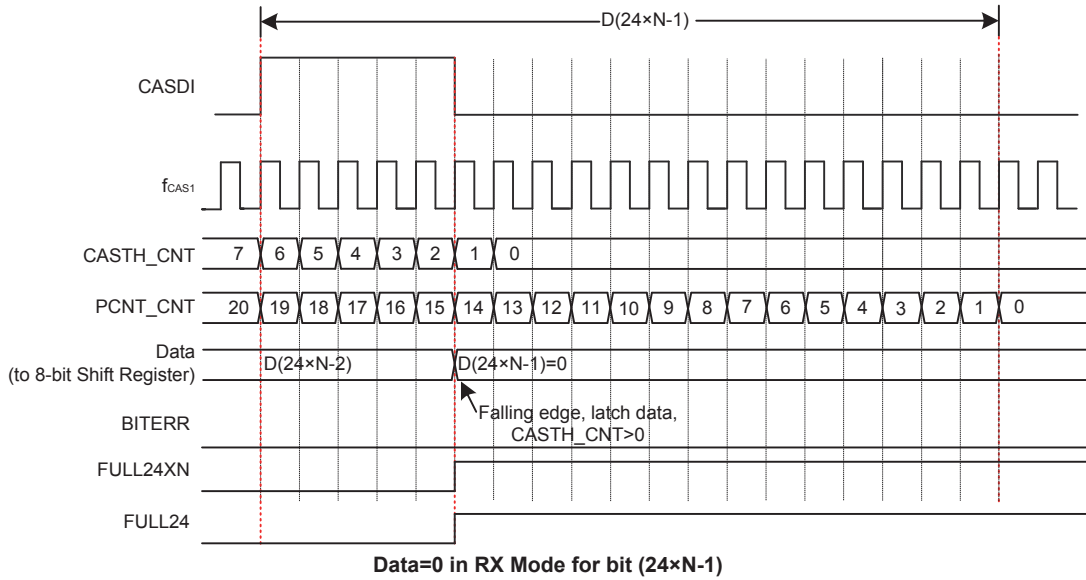 D(24×N-1)
CASDI
fCAS1
CASTH_CNT 7 6 5 4 3 2 1 0
PCNT_CNT 20 19 18 17 16 15 14 13 12 11 10 9 8 7 6 5 4 3 2 1 0
Data
(to 8-bit Shift Register)
D(24×N-2) D(24×N-1)=0
Falling edge, latch data,
CASTH_CNT>0
BITERR
FULL24XN
FULL24
Data=0 in RX Mode for bit (24×N-1)